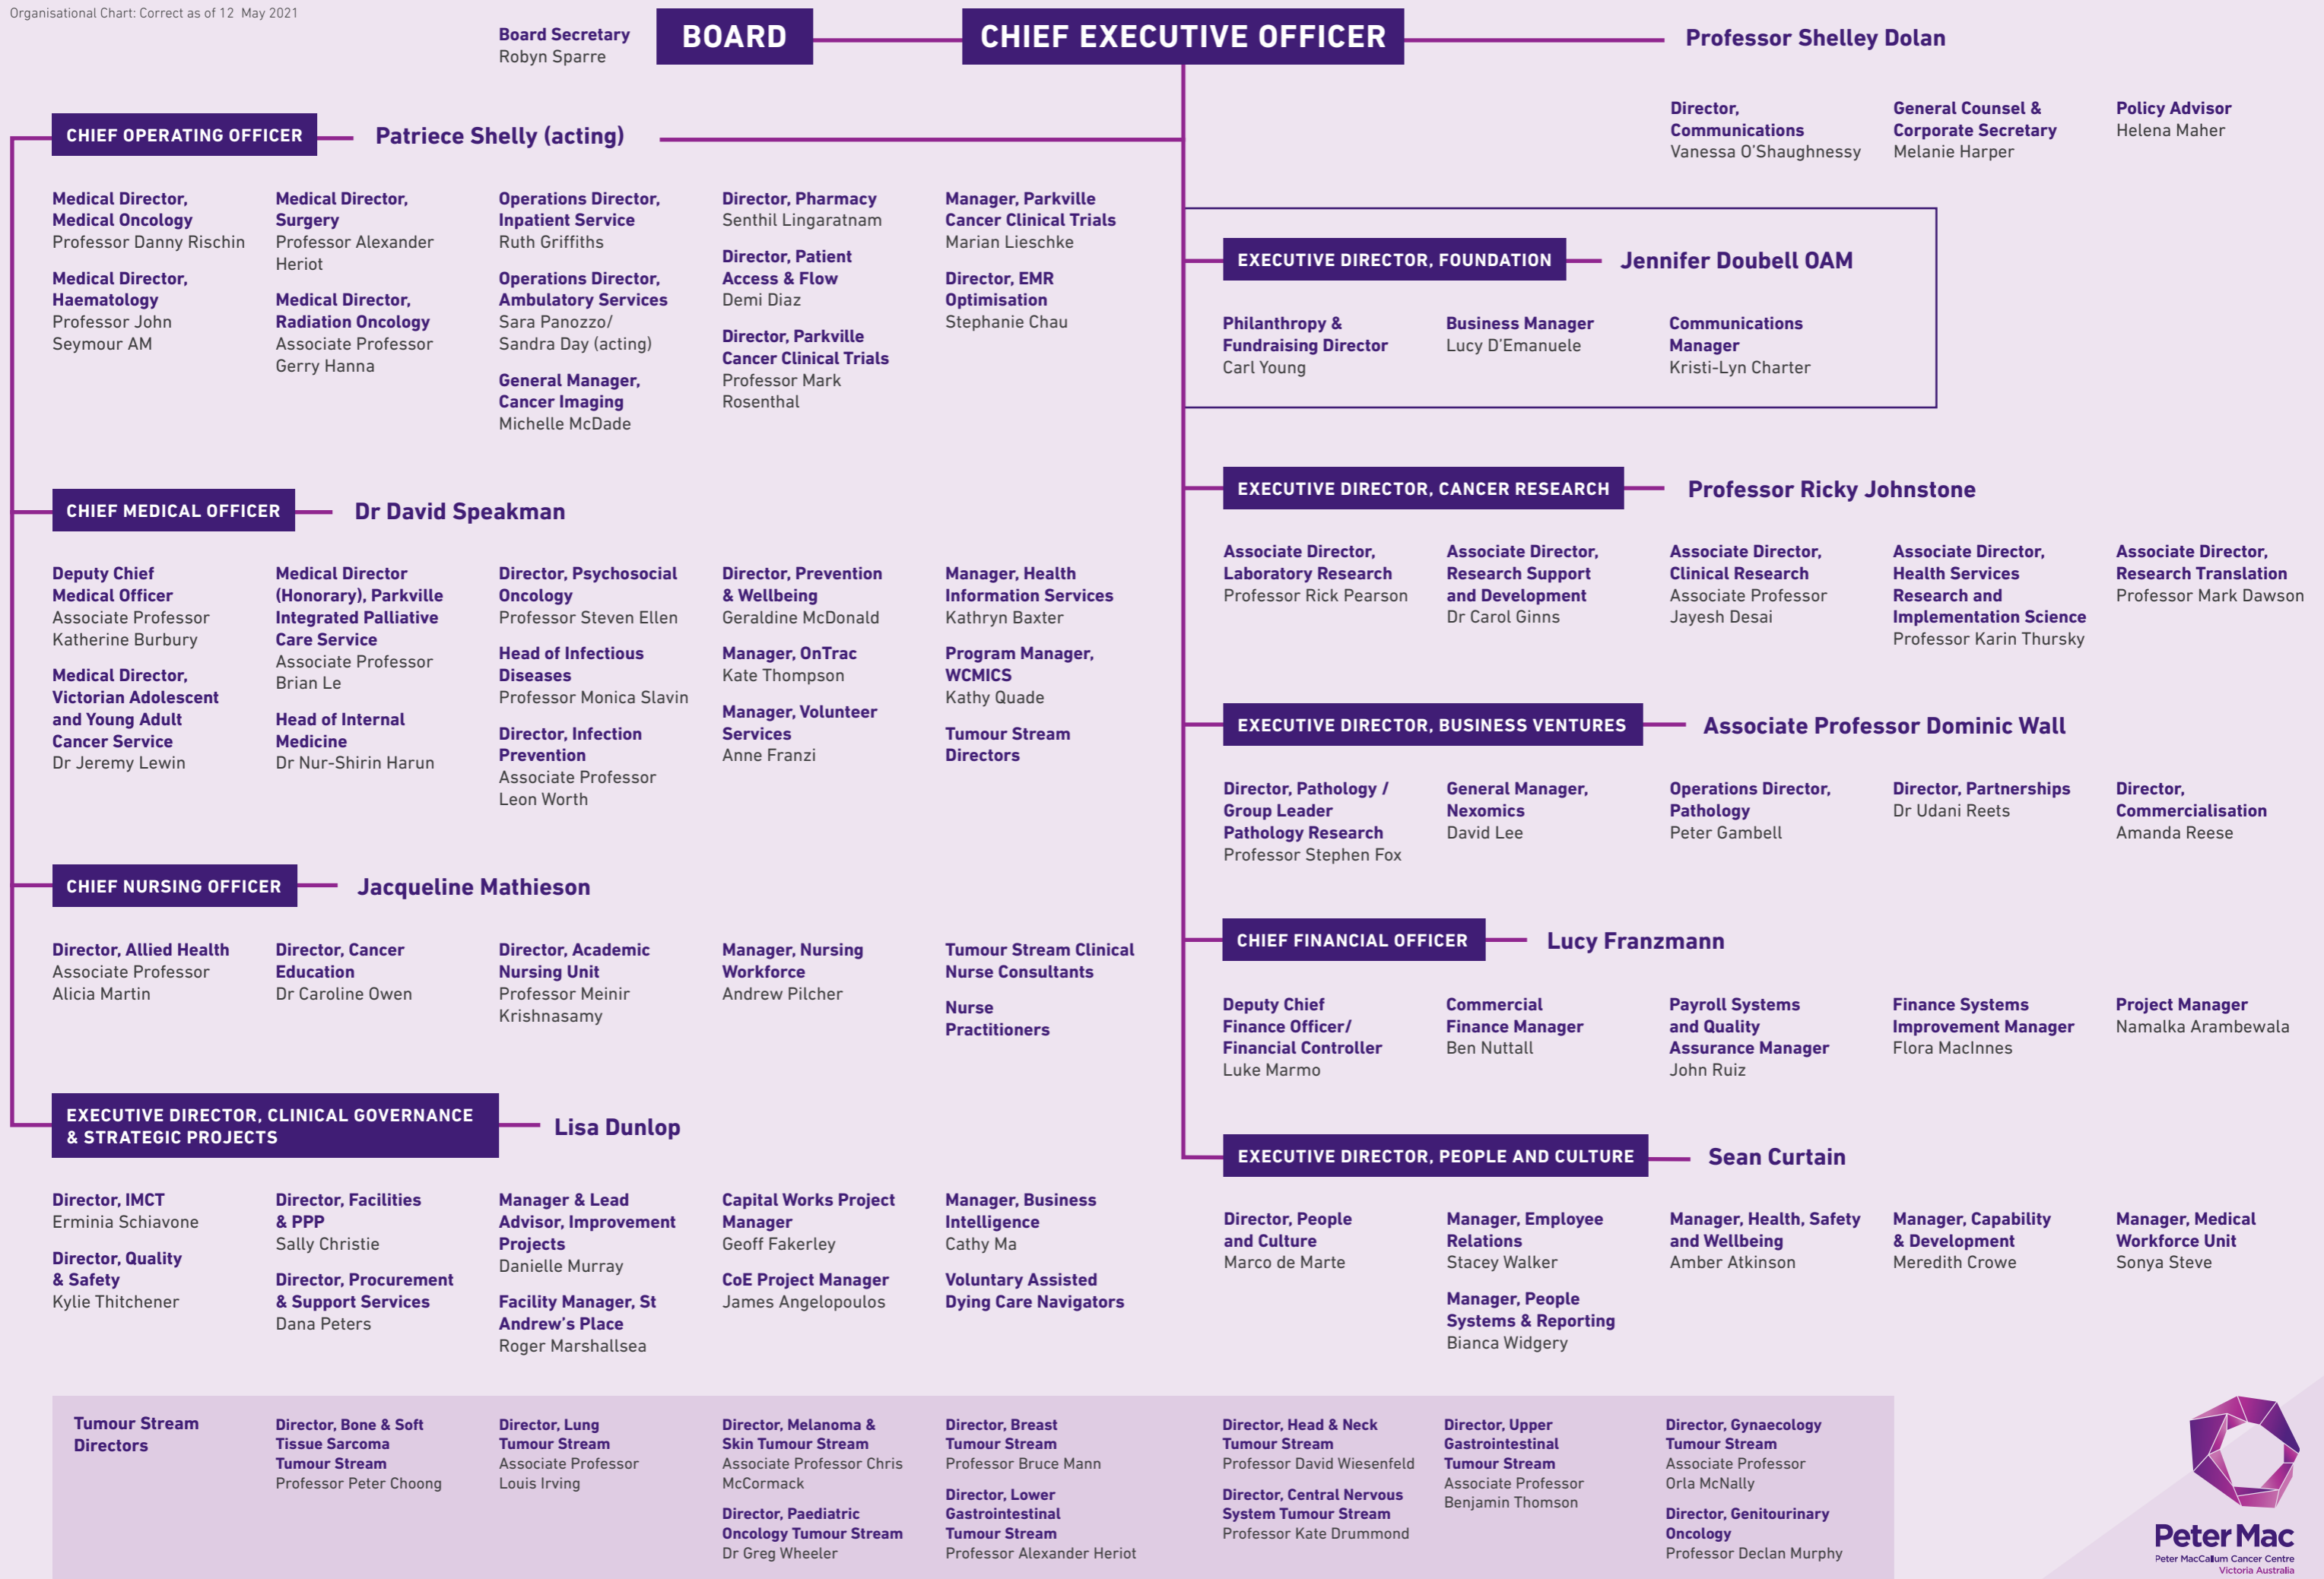 Organisational Chart: Correct as of 12 May 2021
Board Secretary
Robyn Sparre
BOARD
CHIEF EXECUTIVE OFFICER
Professor Shelley Dolan
Director,
Communications
Vanessa O'Shaughnessy
General Counsel &
Corporate Secretary
Melanie Harper
Policy Advisor
Helena Maher
CHIEF OPERATING OFFICER
Patriece Shelly (acting)
Medical Director,
Medical Oncology
Professor Danny Rischin
Medical Director,
Haematology
Professor John
Seymour AM
Medical Director,
Surgery
Professor Alexander
Heriot
Medical Director,
Radiation Oncology
Associate Professor
Gerry Hanna
Operations Director,
Inpatient Service
Ruth Griffiths
Operations Director,
Ambulatory Services
Sara Panozzo/
Sandra Day (acting)
General Manager,
Cancer Imaging
Michelle McDade
Director, Pharmacy
Senthil Lingaratnam
Director, Patient
Access & Flow
Demi Diaz
Director, Parkville
Cancer Clinical Trials
Professor Mark
Rosenthal
Manager, Parkville
Cancer Clinical Trials
Marian Lieschke
Director, EMR
Optimisation
Stephanie Chau
CHIEF MEDICAL OFFICER
Dr David Speakman
Deputy Chief
Medical Officer
Associate Professor
Katherine Burbury
Medical Director,
Victorian Adolescent
and Young Adult
Cancer Service
Dr Jeremy Lewin
Medical Director
(Honorary), Parkville
Integrated Palliative
Care Service
Associate Professor
Brian Le
Head of Internal
Medicine
Dr Nur-Shirin Harun
Director, Psychosocial
Oncology
Professor Steven Ellen
Head of Infectious
Diseases
Professor Monica Slavin
Director, Infection
Prevention
Associate Professor
Leon Worth
Director, Prevention
& Wellbeing
Geraldine McDonald
Manager, OnTrac
Kate Thompson
Manager, Volunteer
Services
Anne Franzi
Manager, Health
Information Services
Kathryn Baxter
Program Manager,
WCMICS
Kathy Quade
Tumour Stream
Directors
CHIEF NURSING OFFICER
Jacqueline Mathieson
Director, Allied Health
Associate Professor
Alicia Martin
Director, Cancer
Education
Dr Caroline Owen
Director, Academic
Nursing Unit
Professor Meinir
Krishnasamy
Manager, Nursing
Workforce
Andrew Pilcher
Tumour Stream Clinical
Nurse Consultants
Nurse
Practitioners
EXECUTIVE DIRECTOR, CLINICAL GOVERNANCE
& STRATEGIC PROJECTS
Lisa Dunlop
Director, IMCT
Erminia Schiavone
Director, Quality
& Safety
Kylie Thitchener
Director, Facilities
& PPP
Sally Christie
Director, Procurement
& Support Services
Dana Peters
Manager & Lead
Advisor, Improvement
Projects
Danielle Murray
Facility Manager, St
Andrew's Place
Roger Marshallsea
Capital Works Project
Manager
Geoff Fakerley
CoE Project Manager
James Angelopoulos
Manager, Business
Intelligence
Cathy Ma
Voluntary Assisted
Dying Care Navigators
EXECUTIVE DIRECTOR, FOUNDATION
Jennifer Doubell OAM
Philanthropy &
Fundraising Director
Carl Young
Business Manager
Lucy D'Emanuele
Communications
Manager
Kristi-Lyn Charter
EXECUTIVE DIRECTOR, CANCER RESEARCH
Professor Ricky Johnstone
Associate Director,
Laboratory Research
Professor Rick Pearson
Associate Director,
Research Support
and Development
Dr Carol Ginns
Associate Director,
Clinical Research
Associate Professor
Jayesh Desai
Associate Director,
Health Services
Research and
Implementation Science
Professor Karin Thursky
Associate Director,
Research Translation
Professor Mark Dawson
EXECUTIVE DIRECTOR, BUSINESS VENTURES
Associate Professor Dominic Wall
Director, Pathology /
Group Leader
Pathology Research
Professor Stephen Fox
General Manager,
Nexomics
David Lee
Operations Director,
Pathology
Peter Gambell
Director, Partnerships
Dr Udani Reets
Director,
Commercialisation
Amanda Reese
CHIEF FINANCIAL OFFICER
Lucy Franzmann
Deputy Chief
Finance Officer/
Financial Controller
Luke Marmo
Commercial
Finance Manager
Ben Nuttall
Payroll Systems
and Quality
Assurance Manager
John Ruiz
Finance Systems
Improvement Manager
Flora MacInnes
Project Manager
Namalka Arambewala
EXECUTIVE DIRECTOR, PEOPLE AND CULTURE
Sean Curtain
Director, People
and Culture
Marco de Marte
Manager, Employee
Relations
Stacey Walker
Manager, People
Systems & Reporting
Bianca Widgery
Manager, Health, Safety
and Wellbeing
Amber Atkinson
Manager, Capability
& Development
Meredith Crowe
Manager, Medical
Workforce Unit
Sonya Steve
Tumour Stream
Directors
Director, Bone & Soft
Tissue Sarcoma
Tumour Stream
Professor Peter Choong
Director, Lung
Tumour Stream
Associate Professor
Louis Irving
Director, Melanoma &
Skin Tumour Stream
Associate Professor Chris
McCormack
Director, Paediatric
Oncology Tumour Stream
Dr Greg Wheeler
Director, Breast
Tumour Stream
Professor Bruce Mann
Director, Lower
Gastrointestinal
Tumour Stream
Professor Alexander Heriot
Director, Head & Neck
Tumour Stream
Professor David Wiesenfeld
Director, Central Nervous
System Tumour Stream
Professor Kate Drummond
Director, Upper
Gastrointestinal
Tumour Stream
Associate Professor
Benjamin Thomson
Director, Gynaecology
Tumour Stream
Associate Professor
Orla McNally
Director, Genitourinary
Oncology
Professor Declan Murphy
Peter Mac
Peter MacCallum Cancer Centre
Victoria Australia